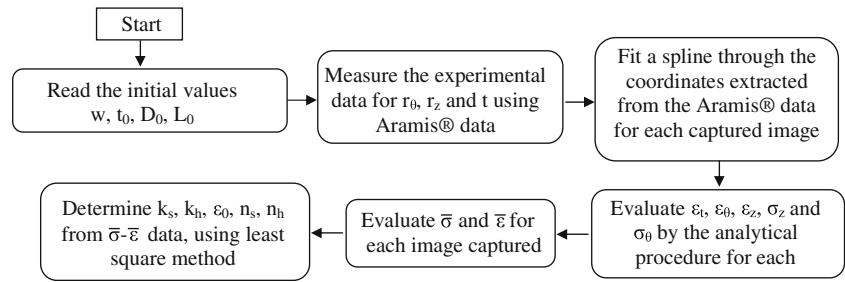 Start
Read the initial values
w, t₀, D₀, L₀
Measure the experimental
data for r_θ, r_z and t using
Aramis® data
Fit a spline through the
coordinates extracted
from the Aramis® data
for each captured image
Evaluate ε_t, ε_θ, ε_z, σ_z and
σ_θ by the analytical
procedure for each
Evaluate σ̅ and ε̅ for
each image captured
Determine k_s, k_h, ε₀, n_s, n_h
from σ̅-ε̅ data, using least
square method